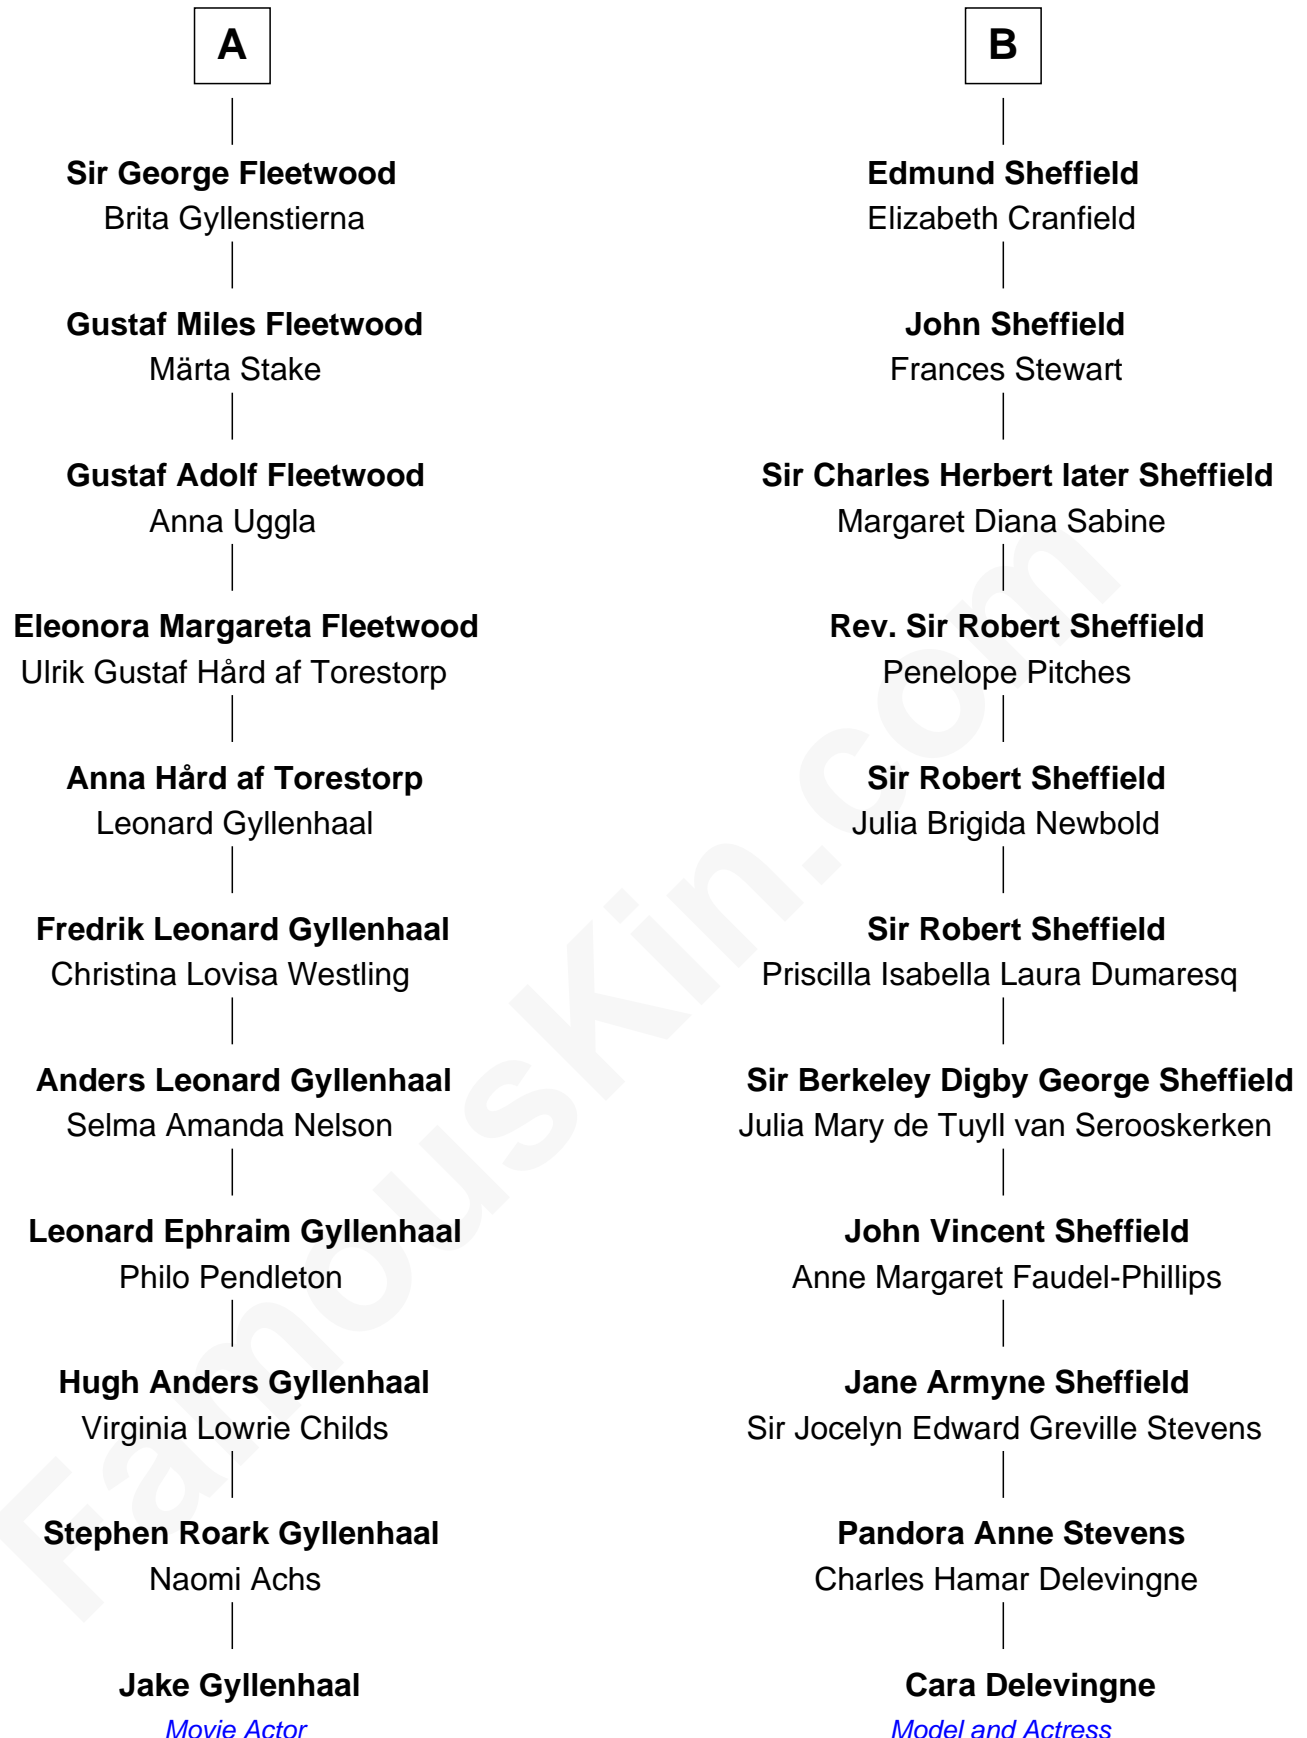 A
Sir George Fleetwood
Brita Gyllenstierna
Gustaf Miles Fleetwood
Märta Stake
Gustaf Adolf Fleetwood
Anna Uggla
Eleonora Margareta Fleetwood
Ulrik Gustaf Hård af Torestorp
Anna Hård af Torestorp
Leonard Gyllenhaal
Fredrik Leonard Gyllenhaal
Christina Lovisa Westling
Anders Leonard Gyllenhaal
Selma Amanda Nelson
Leonard Ephraim Gyllenhaal
Philo Pendleton
Hugh Anders Gyllenhaal
Virginia Lowrie Childs
Stephen Roark Gyllenhaal
Naomi Achs
Jake Gyllenhaal
Movie Actor
B
Edmund Sheffield
Elizabeth Cranfield
John Sheffield
Frances Stewart
Sir Charles Herbert later Sheffield
Margaret Diana Sabine
Rev. Sir Robert Sheffield
Penelope Pitches
Sir Robert Sheffield
Julia Brigida Newbold
Sir Robert Sheffield
Priscilla Isabella Laura Dumaresq
Sir Berkeley Digby George Sheffield
Julia Mary de Tuyll van Serooskerken
John Vincent Sheffield
Anne Margaret Faudel-Phillips
Jane Armyne Sheffield
Sir Jocelyn Edward Greville Stevens
Pandora Anne Stevens
Charles Hamar Delevingne
Cara Delevingne
Model and Actress
FamousKin.com